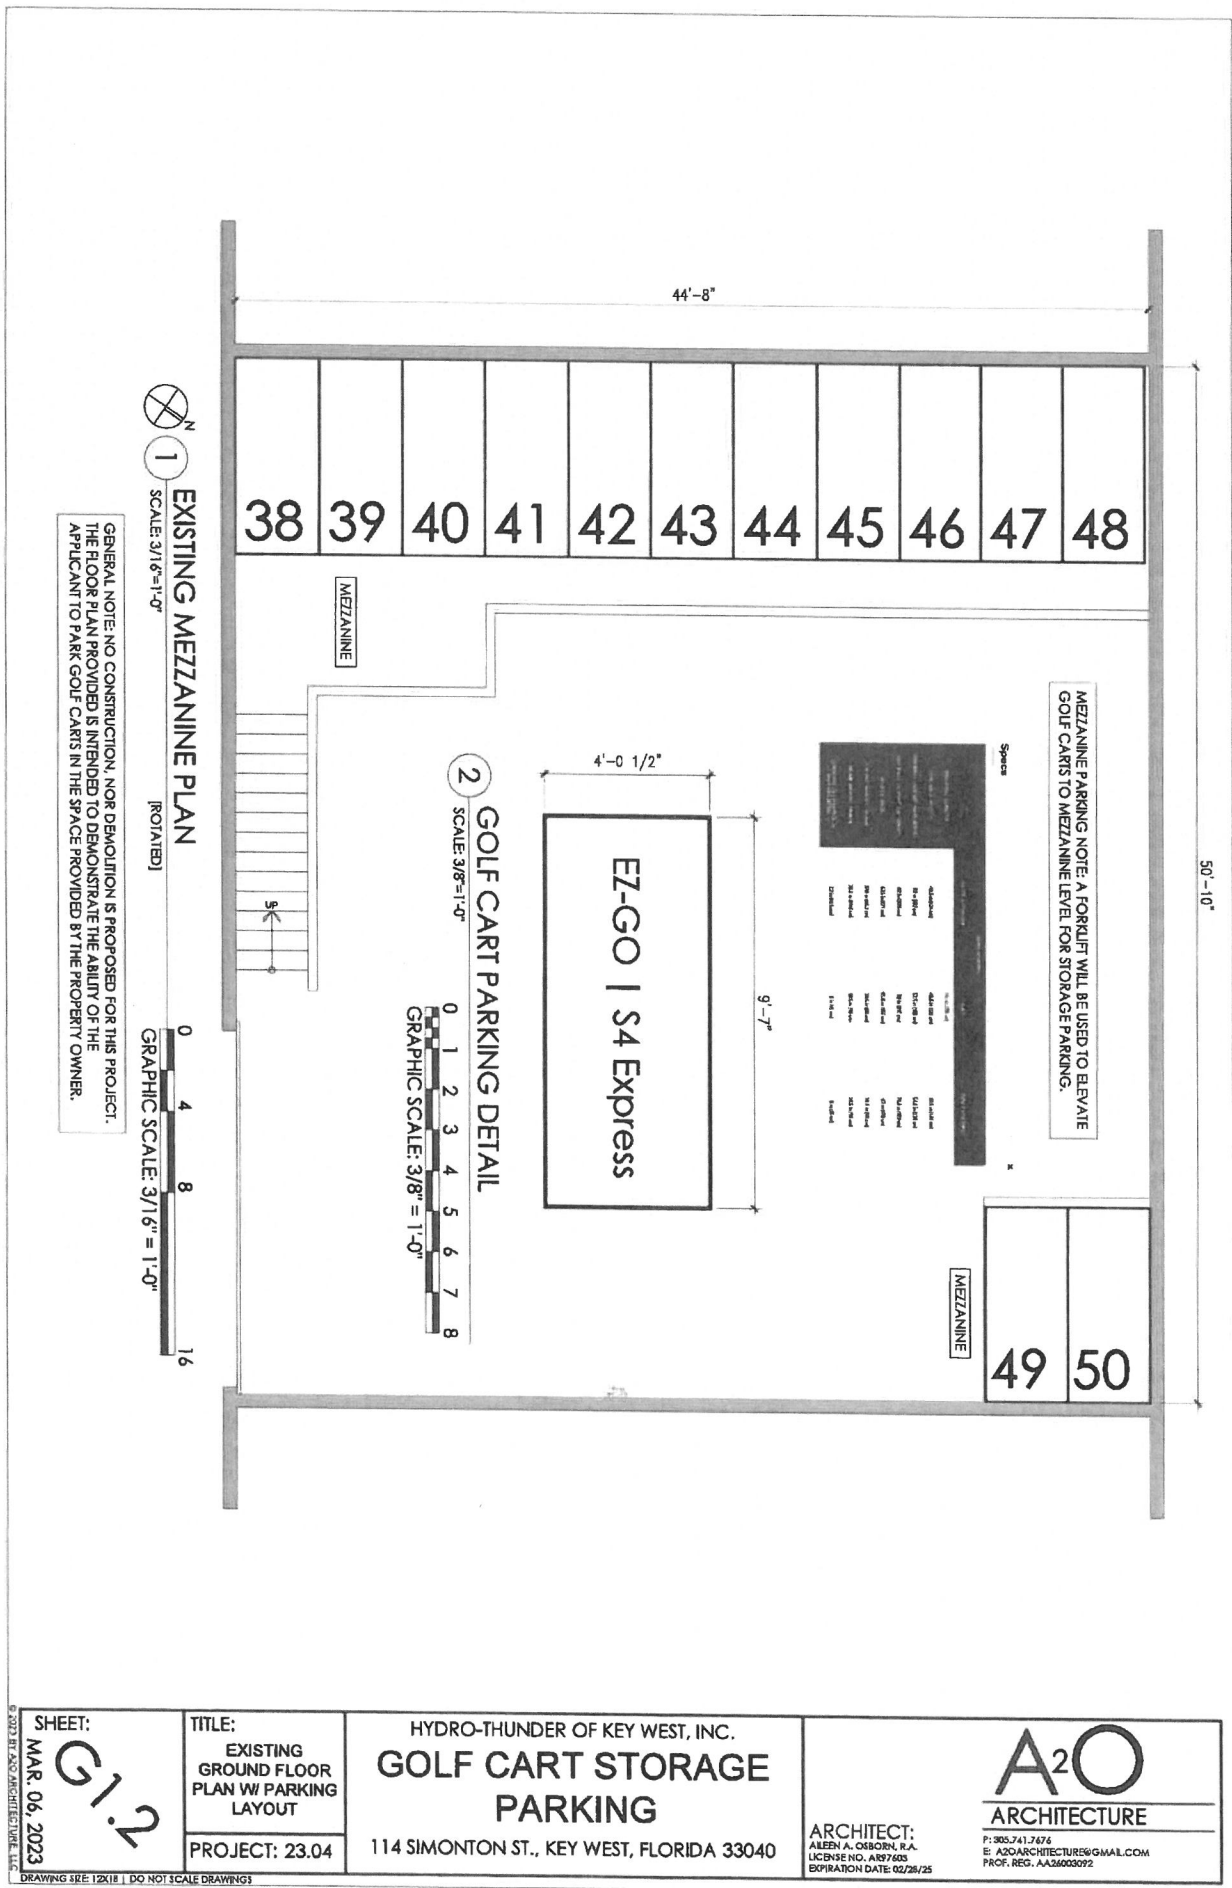 44'-8"
50'-10"
38
39
40
41
42
43
44
45
46
47
48
MEZZANINE
MEZZANINE PARKING NOTE: A FORKLIFT WILL BE USED TO ELEVATE
GOLF CARTS TO MEZZANINE LEVEL FOR STORAGE PARKING.
Specs
x
4'-0 1/2"
9'-7"
EZ-GO | S4 Express
2
GOLF CART PARKING DETAIL
SCALE: 3/8"=1'-0"
0 1 2 3 4 5 6 7 8
GRAPHIC SCALE: 3/8" = 1'-0"
UP
MEZZANINE
49
50
N
1
EXISTING MEZZANINE PLAN
SCALE: 3/16"=1'-0"
[ROTATED]
0 4 8 16
GRAPHIC SCALE: 3/16" = 1'-0"
GENERAL NOTE: NO CONSTRUCTION, NOR DEMOLITION IS PROPOSED FOR THIS PROJECT.
THE FLOOR PLAN PROVIDED IS INTENDED TO DEMONSTRATE THE ABILITY OF THE
APPLICANT TO PARK GOLF CARTS IN THE SPACE PROVIDED BY THE PROPERTY OWNER.
SHEET:
G1.2
MAR. 06, 2023
© 2023 BY A2O ARCHITECTURE, LLC
DRAWING SIZE: 12X18 | DO NOT SCALE DRAWINGS
TITLE:
EXISTING
GROUND FLOOR
PLAN W/ PARKING
LAYOUT
PROJECT: 23.04
HYDRO-THUNDER OF KEY WEST, INC.
GOLF CART STORAGE
PARKING
114 SIMONTON ST., KEY WEST, FLORIDA 33040
ARCHITECT:
AILEEN A. OSBORN, R.A.
LICENSE NO. AR97603
EXPIRATION DATE: 02/28/25
A2O
ARCHITECTURE
P: 305.741.7676
E: A2OARCHITECTURE@GMAIL.COM
PROF. REG. AA26003092